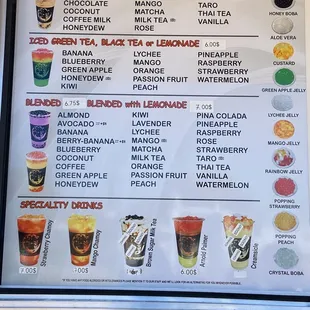 CHOCOLATE MANGO TARO
COCONUT MATCHA THAI TEA
COFFEE MILK MILK TEA VANILLA
HONEY BOBA
ALOE VERA
ICED GREEN TEA, BLACK TEA or LEMONADE 6.00$
BANANA LYCHEE PINEAPPLE
BLUEBERRY MANGO RASPBERRY
GREEN APPLE ORANGE STRAWBERRY
HONEYDEW PASSION FRUIT WATERMELON
KIWI PEACH
CUSTARD
GREEN APPLE JELLY
BLENDED 6.75$ BLENDED with LEMONADE 7.00$
ALMOND KIWI PINA COLADA
AVOCADO LAVENDER PINEAPPLE
BANANA LYCHEE RASPBERRY
BERRY-BANANA MANGO ROSE
BLUEBERRY MATCHA STRAWBERRY
COCONUT MILK TEA TARO
COFFEE ORANGE THAI TEA
GREEN APPLE PASSION FRUIT VANILLA
HONEYDEW PEACH WATERMELON
LYCHEE JELLY
MANGO JELLY
RAINBOW JELLY
POPPING STRAWBERRY
POPPING PEACH
CRYSTAL BOBA
SPECIALITY DRINKS
Strawberry Chamoy
7.00$
Mango Chamoy
7.00$
Brown Sugar Milk Tea
Arnold Palmer
6.00$
Dreamsicle